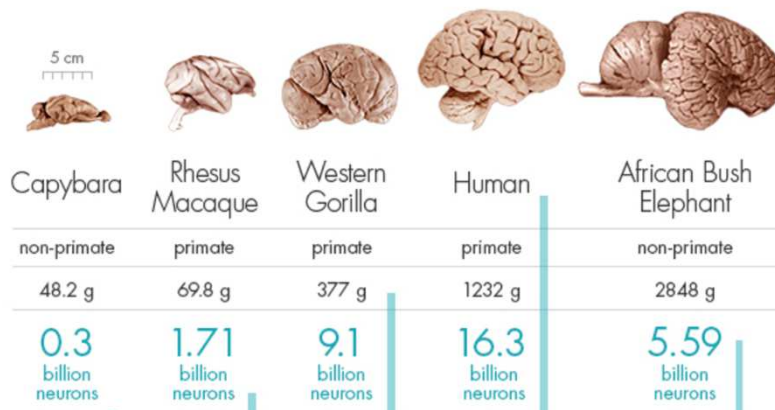 5 cm
Capybara
Rhesus
Macaque
Western
Gorilla
Human
African Bush
Elephant
non-primate
primate
primate
primate
non-primate
48.2 g
69.8 g
377 g
1232 g
2848 g
0.3
billion
neurons
1.71
billion
neurons
9.1
billion
neurons
16.3
billion
neurons
5.59
billion
neurons